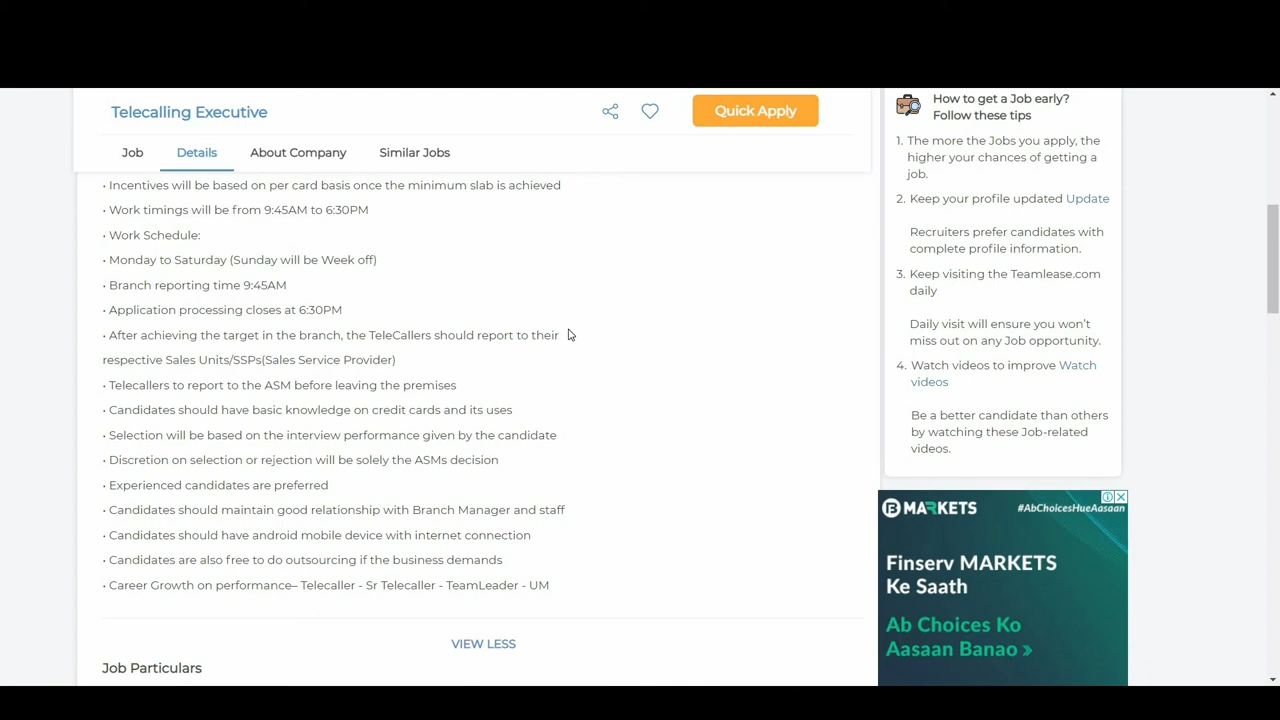 Telecalling Executive
Quick Apply
Job
Details
About Company
Similar Jobs
• Incentives will be based on per card basis once the minimum slab is achieved
• Work timings will be from 9:45AM to 6:30PM
• Work Schedule:
• Monday to Saturday (Sunday will be Week off)
• Branch reporting time 9:45AM
• Application processing closes at 6:30PM
• After achieving the target in the branch, the TeleCallers should report to their
respective Sales Units/SSPs(Sales Service Provider)
• Telecallers to report to the ASM before leaving the premises
• Candidates should have basic knowledge on credit cards and its uses
• Selection will be based on the interview performance given by the candidate
• Discretion on selection or rejection will be solely the ASMs decision
• Experienced candidates are preferred
• Candidates should maintain good relationship with Branch Manager and staff
• Candidates should have android mobile device with internet connection
• Candidates are also free to do outsourcing if the business demands
• Career Growth on performance– Telecaller - Sr Telecaller - TeamLeader - UM
VIEW LESS
Job Particulars
How to get a Job early?
Follow these tips
1. The more the Jobs you apply, the
higher your chances of getting a
job.
2. Keep your profile updated Update
Recruiters prefer candidates with
complete profile information.
3. Keep visiting the Teamlease.com
daily
Daily visit will ensure you won't
miss out on any Job opportunity.
4. Watch videos to improve Watch
videos
Be a better candidate than others
by watching these Job-related
videos.
MARKETS
#AbChoicesHueAasaan
Finserv MARKETS
Ke Saath
Ab Choices Ko
Aasaan Banao »